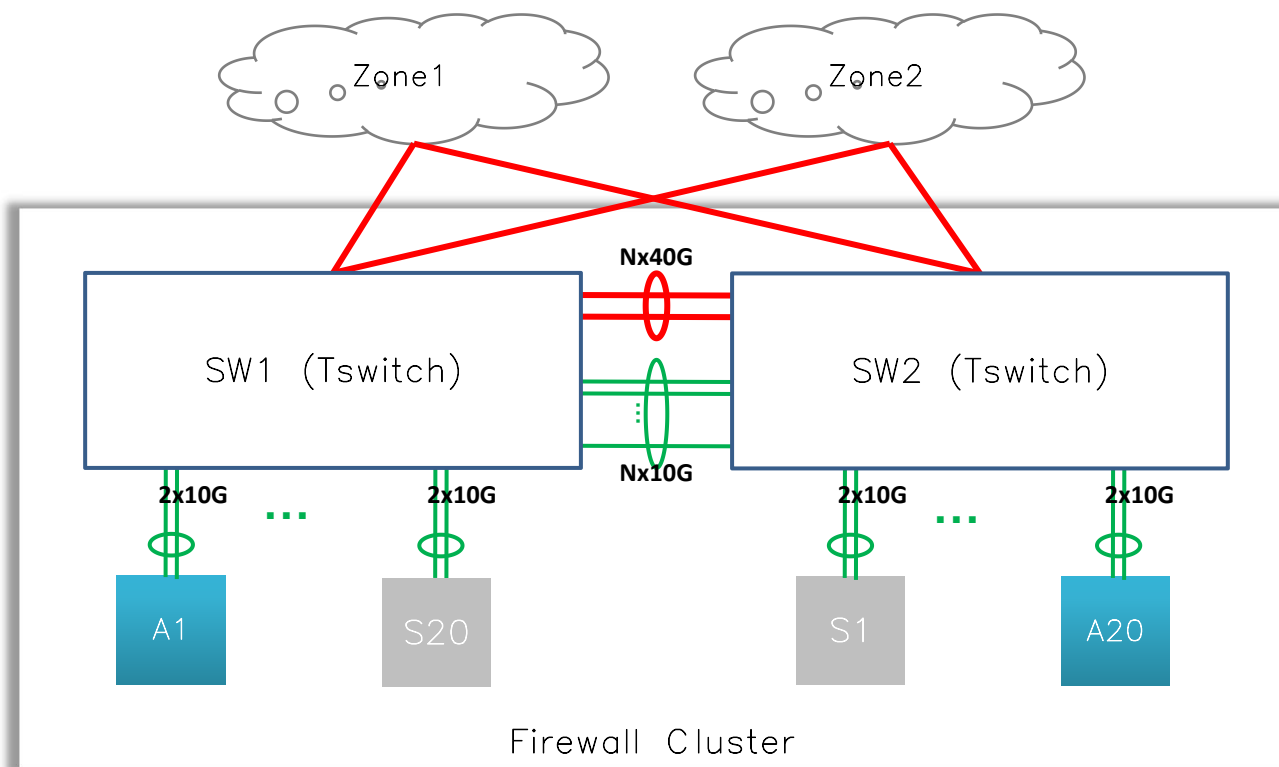 Zone1
Zone2
Nx40G
SW1 (Tswitch)
SW2 (Tswitch)
...
Nx10G
2x10G
2x10G
2x10G
2x10G
...
...
A1
S20
S1
A20
Firewall Cluster